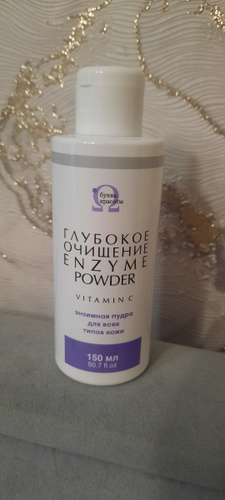 буква
красоты
ГЛУБОКОЕ
ОЧИЩЕНИЕ
ENZYME
POWDER
VITAMIN C
энзимная пудра
для всех
типов кожи
150 мл
50.7 fl.oz